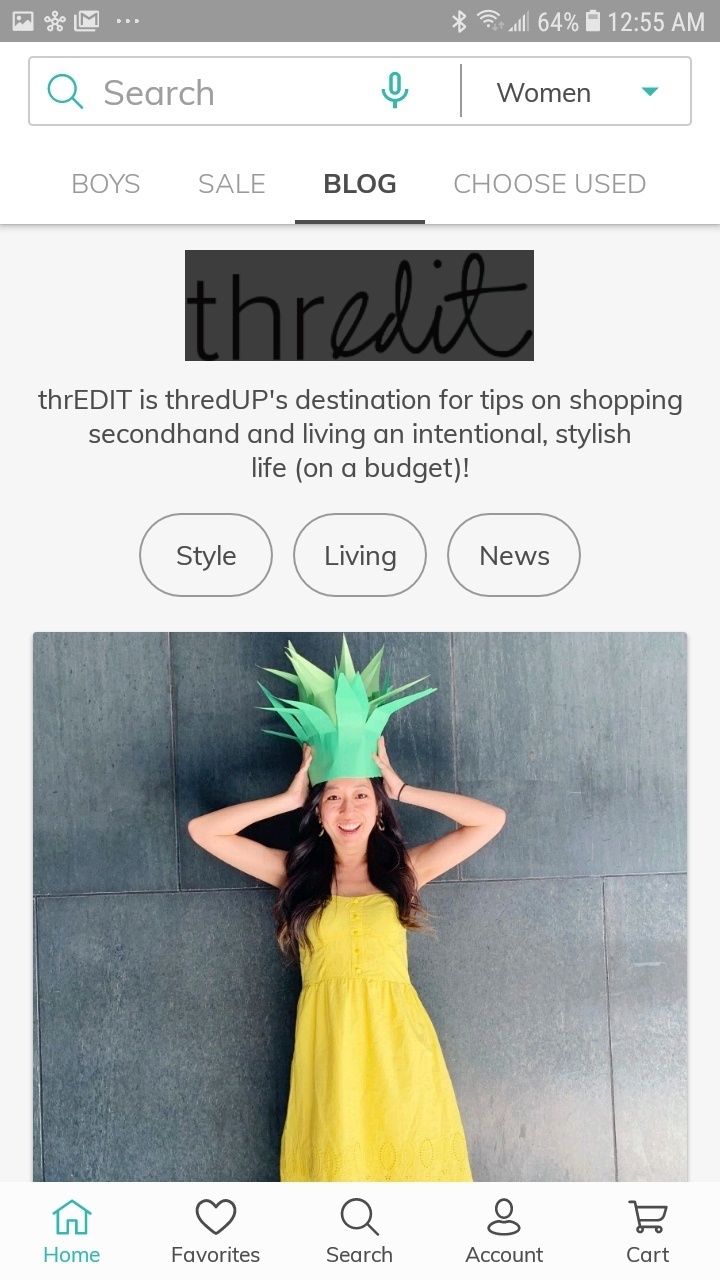 64% 12:55 AM
Search Women
BOYS SALE BLOG CHOOSE USED
thredit
thrEDIT is thredUP's destination for tips on shopping
secondhand and living an intentional, stylish
life (on a budget)!
Style Living News
Home Favorites Search Account Cart